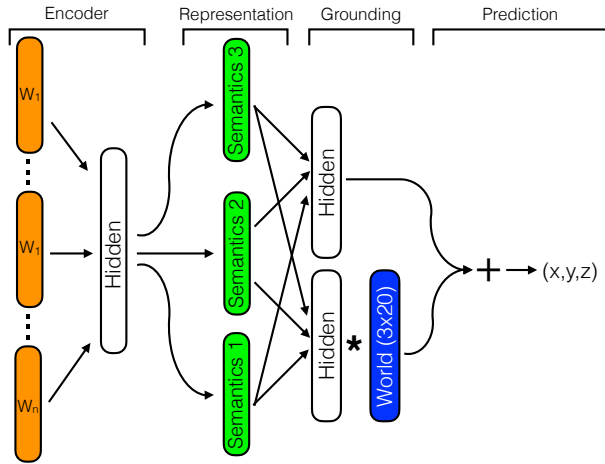 Encoder
Representation
Grounding
Prediction
W1
W1
Wn
Hidden
Semantics 3
Semantics 2
Semantics 1
Hidden
Hidden
*
World (3x20)
+
(x,y,z)